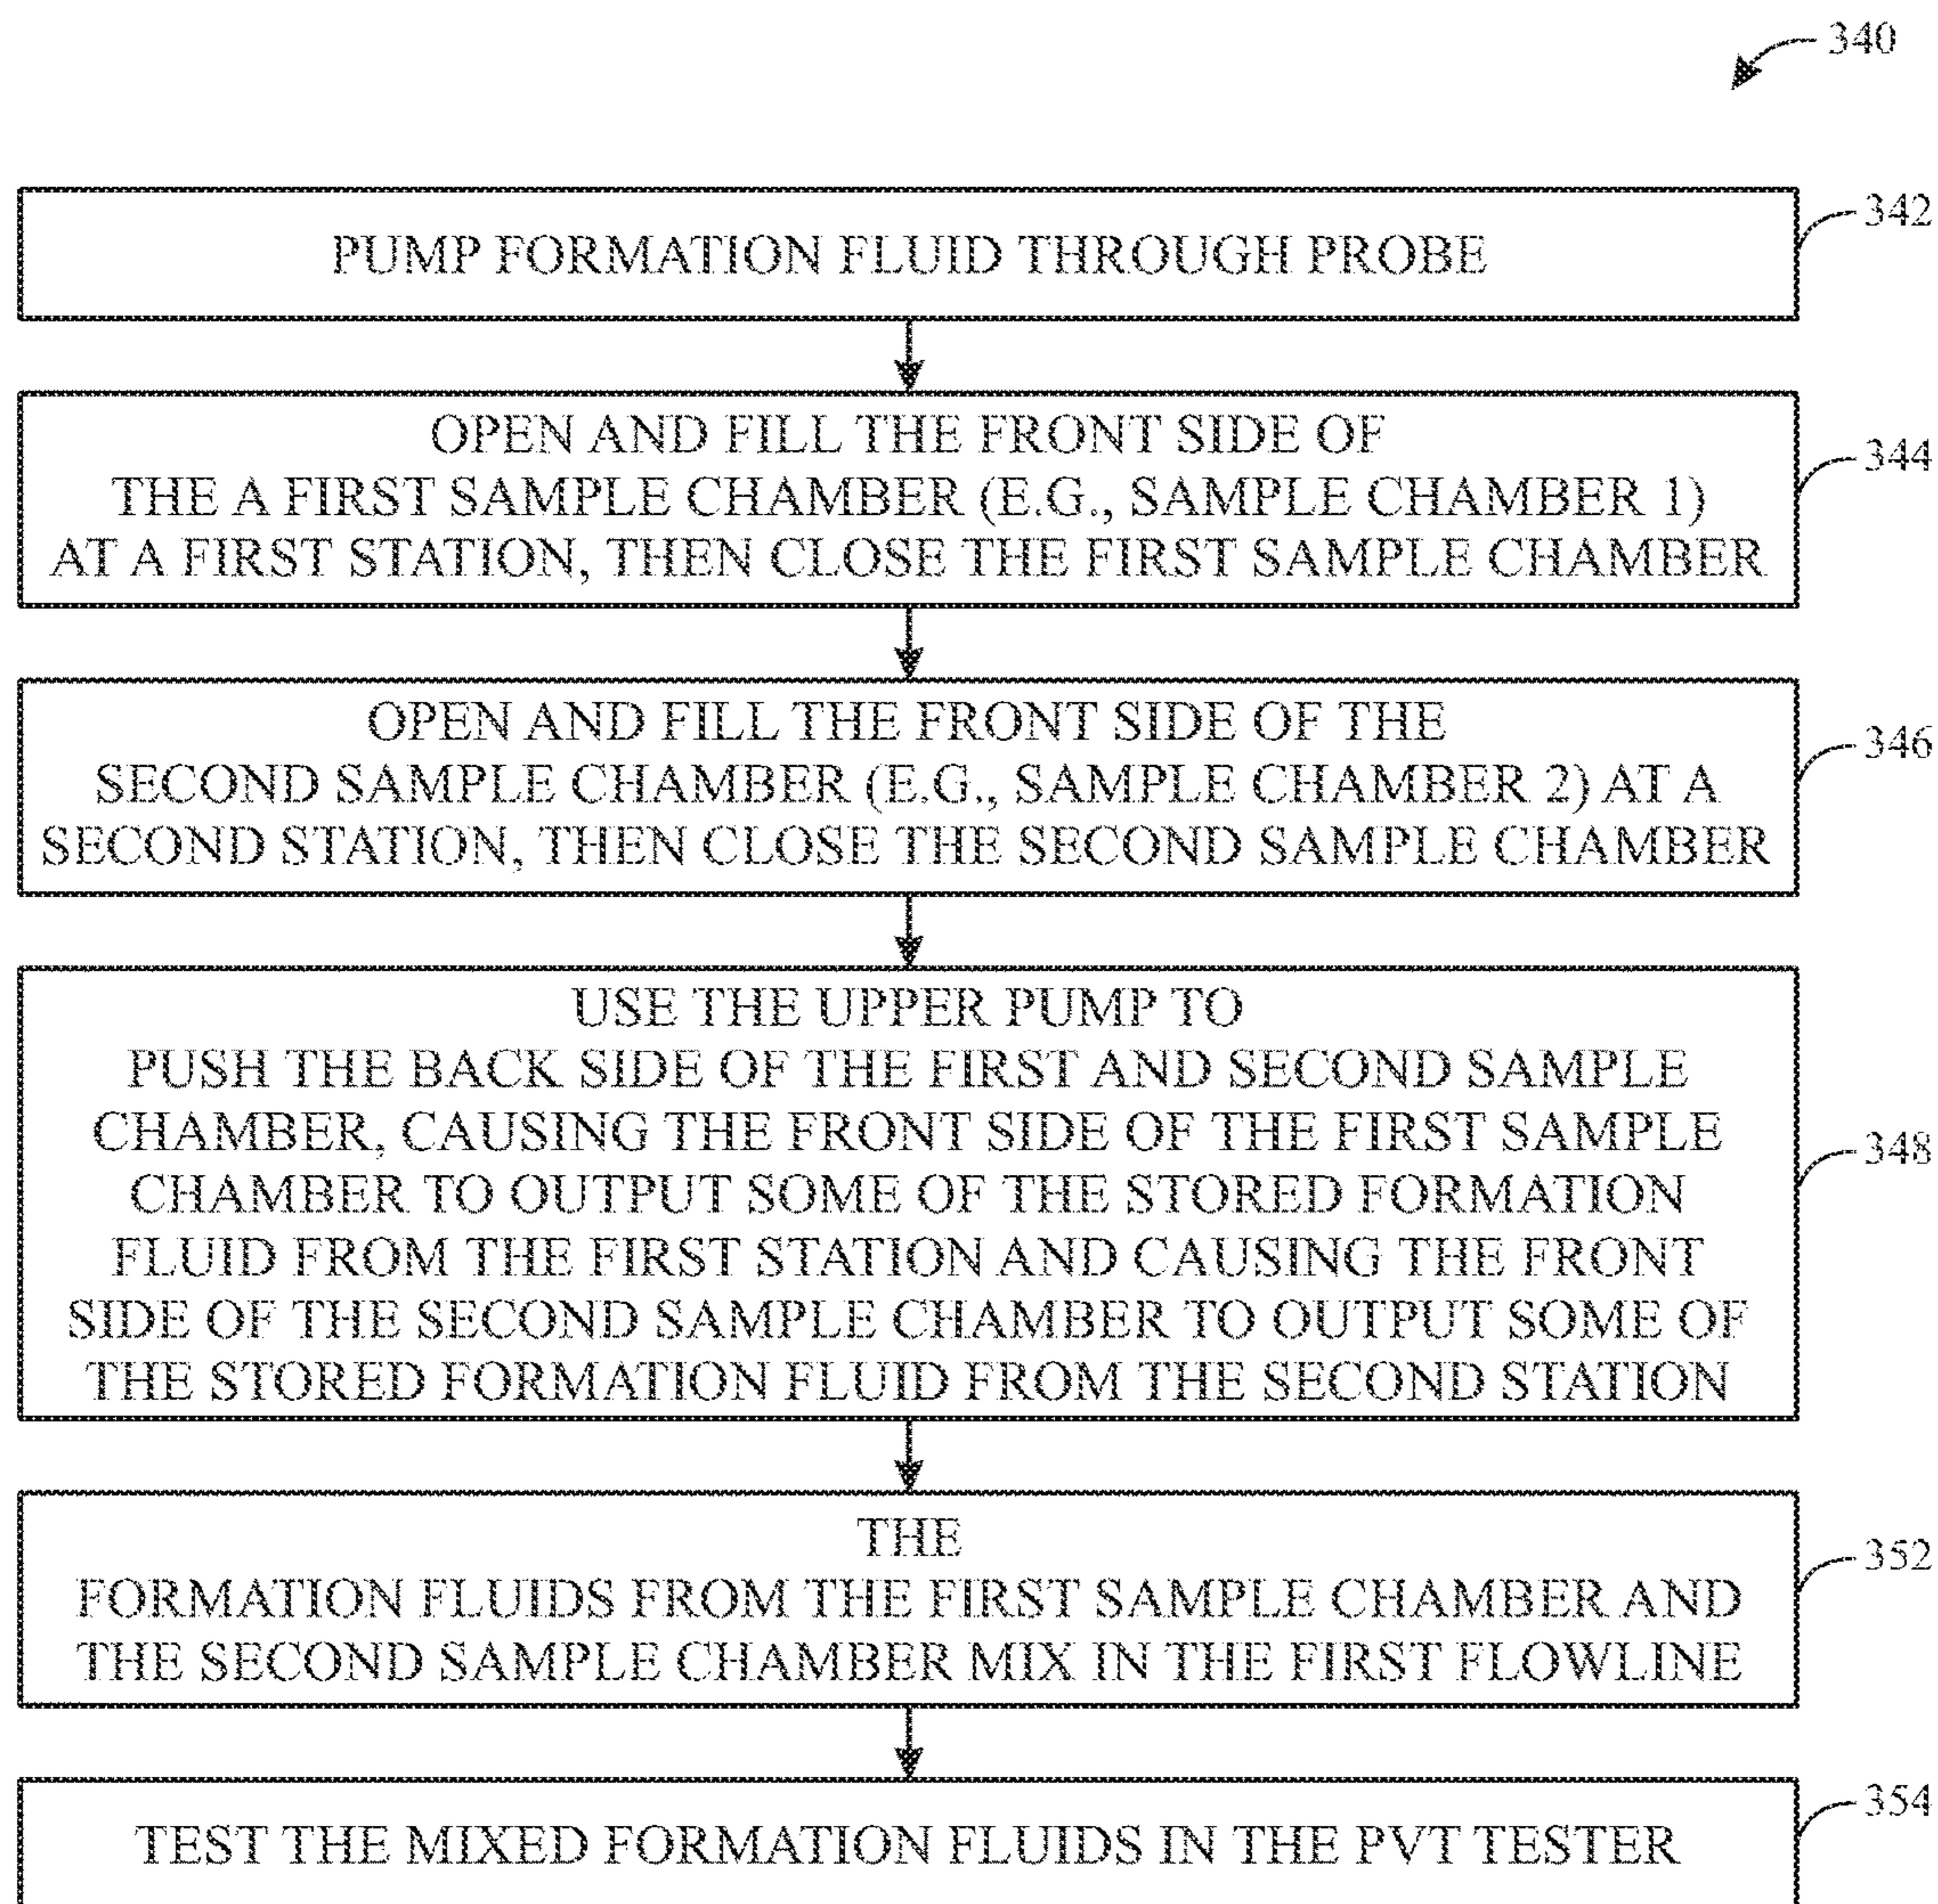 340
PUMP FORMATION FLUID THROUGH PROBE
342
OPEN AND FILL THE FRONT SIDE OF
THE A FIRST SAMPLE CHAMBER (E.G., SAMPLE CHAMBER 1)
AT A FIRST STATION, THEN CLOSE THE FIRST SAMPLE CHAMBER
344
OPEN AND FILL THE FRONT SIDE OF THE
SECOND SAMPLE CHAMBER (E.G., SAMPLE CHAMBER 2) AT A
SECOND STATION, THEN CLOSE THE SECOND SAMPLE CHAMBER
346
USE THE UPPER PUMP TO
PUSH THE BACK SIDE OF THE FIRST AND SECOND SAMPLE
CHAMBER, CAUSING THE FRONT SIDE OF THE FIRST SAMPLE
CHAMBER TO OUTPUT SOME OF THE STORED FORMATION
FLUID FROM THE FIRST STATION AND CAUSING THE FRONT
SIDE OF THE SECOND SAMPLE CHAMBER TO OUTPUT SOME OF
THE STORED FORMATION FLUID FROM THE SECOND STATION
348
THE
FORMATION FLUIDS FROM THE FIRST SAMPLE CHAMBER AND
THE SECOND SAMPLE CHAMBER MIX IN THE FIRST FLOWLINE
352
TEST THE MIXED FORMATION FLUIDS IN THE PVT TESTER
354